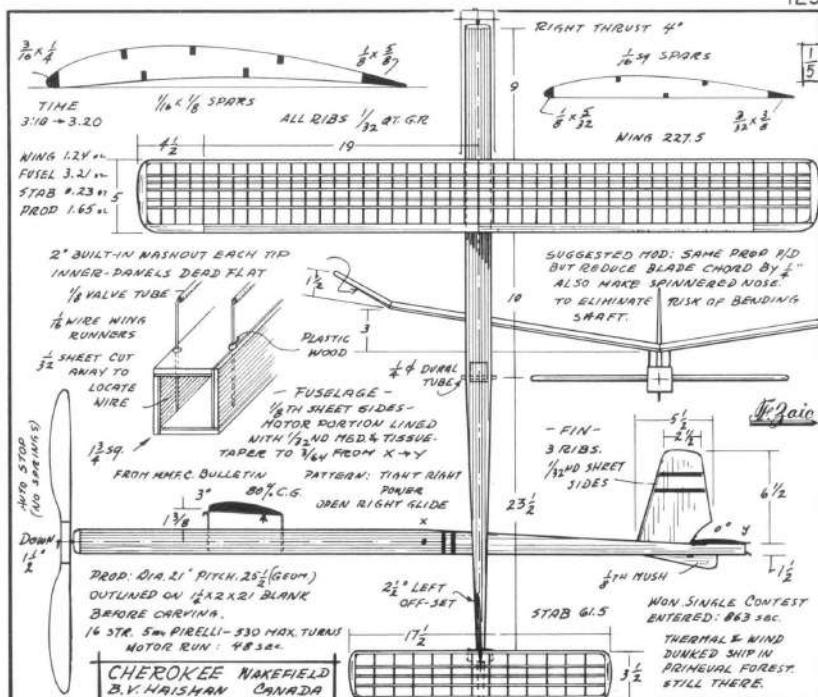 RIGHT THRUST 4°
3/16 x 1/4
1/8 x 5/8
1/16 SQ SPARS
1/5
TIME
3:10 → 3.20
1/16 x 1/8 SPARS
ALL RIBS 1/32 QT. G.R
9
1/8 x 5/32
3/32 x 3/8
WING 227.5
WING 1.24 oz
FUSEL 3.21 oz
STAB 0.23 oz
PROD 1.65 oz
4 1/2
19
5
2° BUILT-IN WASHOUT EACH TIP
INNER-PANELS DEAD FLAT
1/8 VALVE TUBE
1/16 WIRE WING
RUNNERS
1/32 SHEET CUT
AWAY TO
LOCATE
WIRE
1 3/4 SQ.
1 1/2
3
PLASTIC
WOOD
10
SUGGESTED MOD: SAME PROP P/D
BUT REDUCE BLADE CHORD BY 1/4"
ALSO MAKE SPINNERED NOSE.
TO ELIMINATE RISK OF BENDING
SHAFT.
1/4 ϕ DURAL
TUBE
- FUSELAGE -
1/8TH SHEET SIDES-
MOTOR PORTION LINED
WITH 1/32 ND MED. & TISSUE.
TAPER TO 3/64 FROM X → Y
F. Zaic
- FIN -
3 RIBS.
1/32ND SHEET
SIDES
5 1/2
2 1/2
6 1/2
1 1/2
AUTO STOP
(NO SPRINGS)
FROM M.M.F.C. BULLETIN
PATTERN: TIGHT RIGHT
POWER
OPEN RIGHT GLIDE
3°
80% C.G.
1 3/8
X
23 1/2
0°
Y
DOWN
1 1/2°
1/8TH MUSH
PROP: DIA. 21" PITCH. 25 1/2 (GEOM)
OUTLINED ON 1 1/4 X 2 X 21 BLANK
BEFORE CARVING.
16 STR. 5MM PIRELLI - 530 MAX. TURNS
MOTOR RUN: 48 SEC.
2 1/2° LEFT
OFF-SET
STAB 61.5
17 1/2
3 1/2
WON SINGLE CONTEST
ENTERED: 863 SEC.
THERMAL & WIND
DUNKED SHIP IN
PRIMEVAL FOREST.
STILL THERE.
CHEROKEE WAKEFIELD
B.V. HAISMAN CANADA